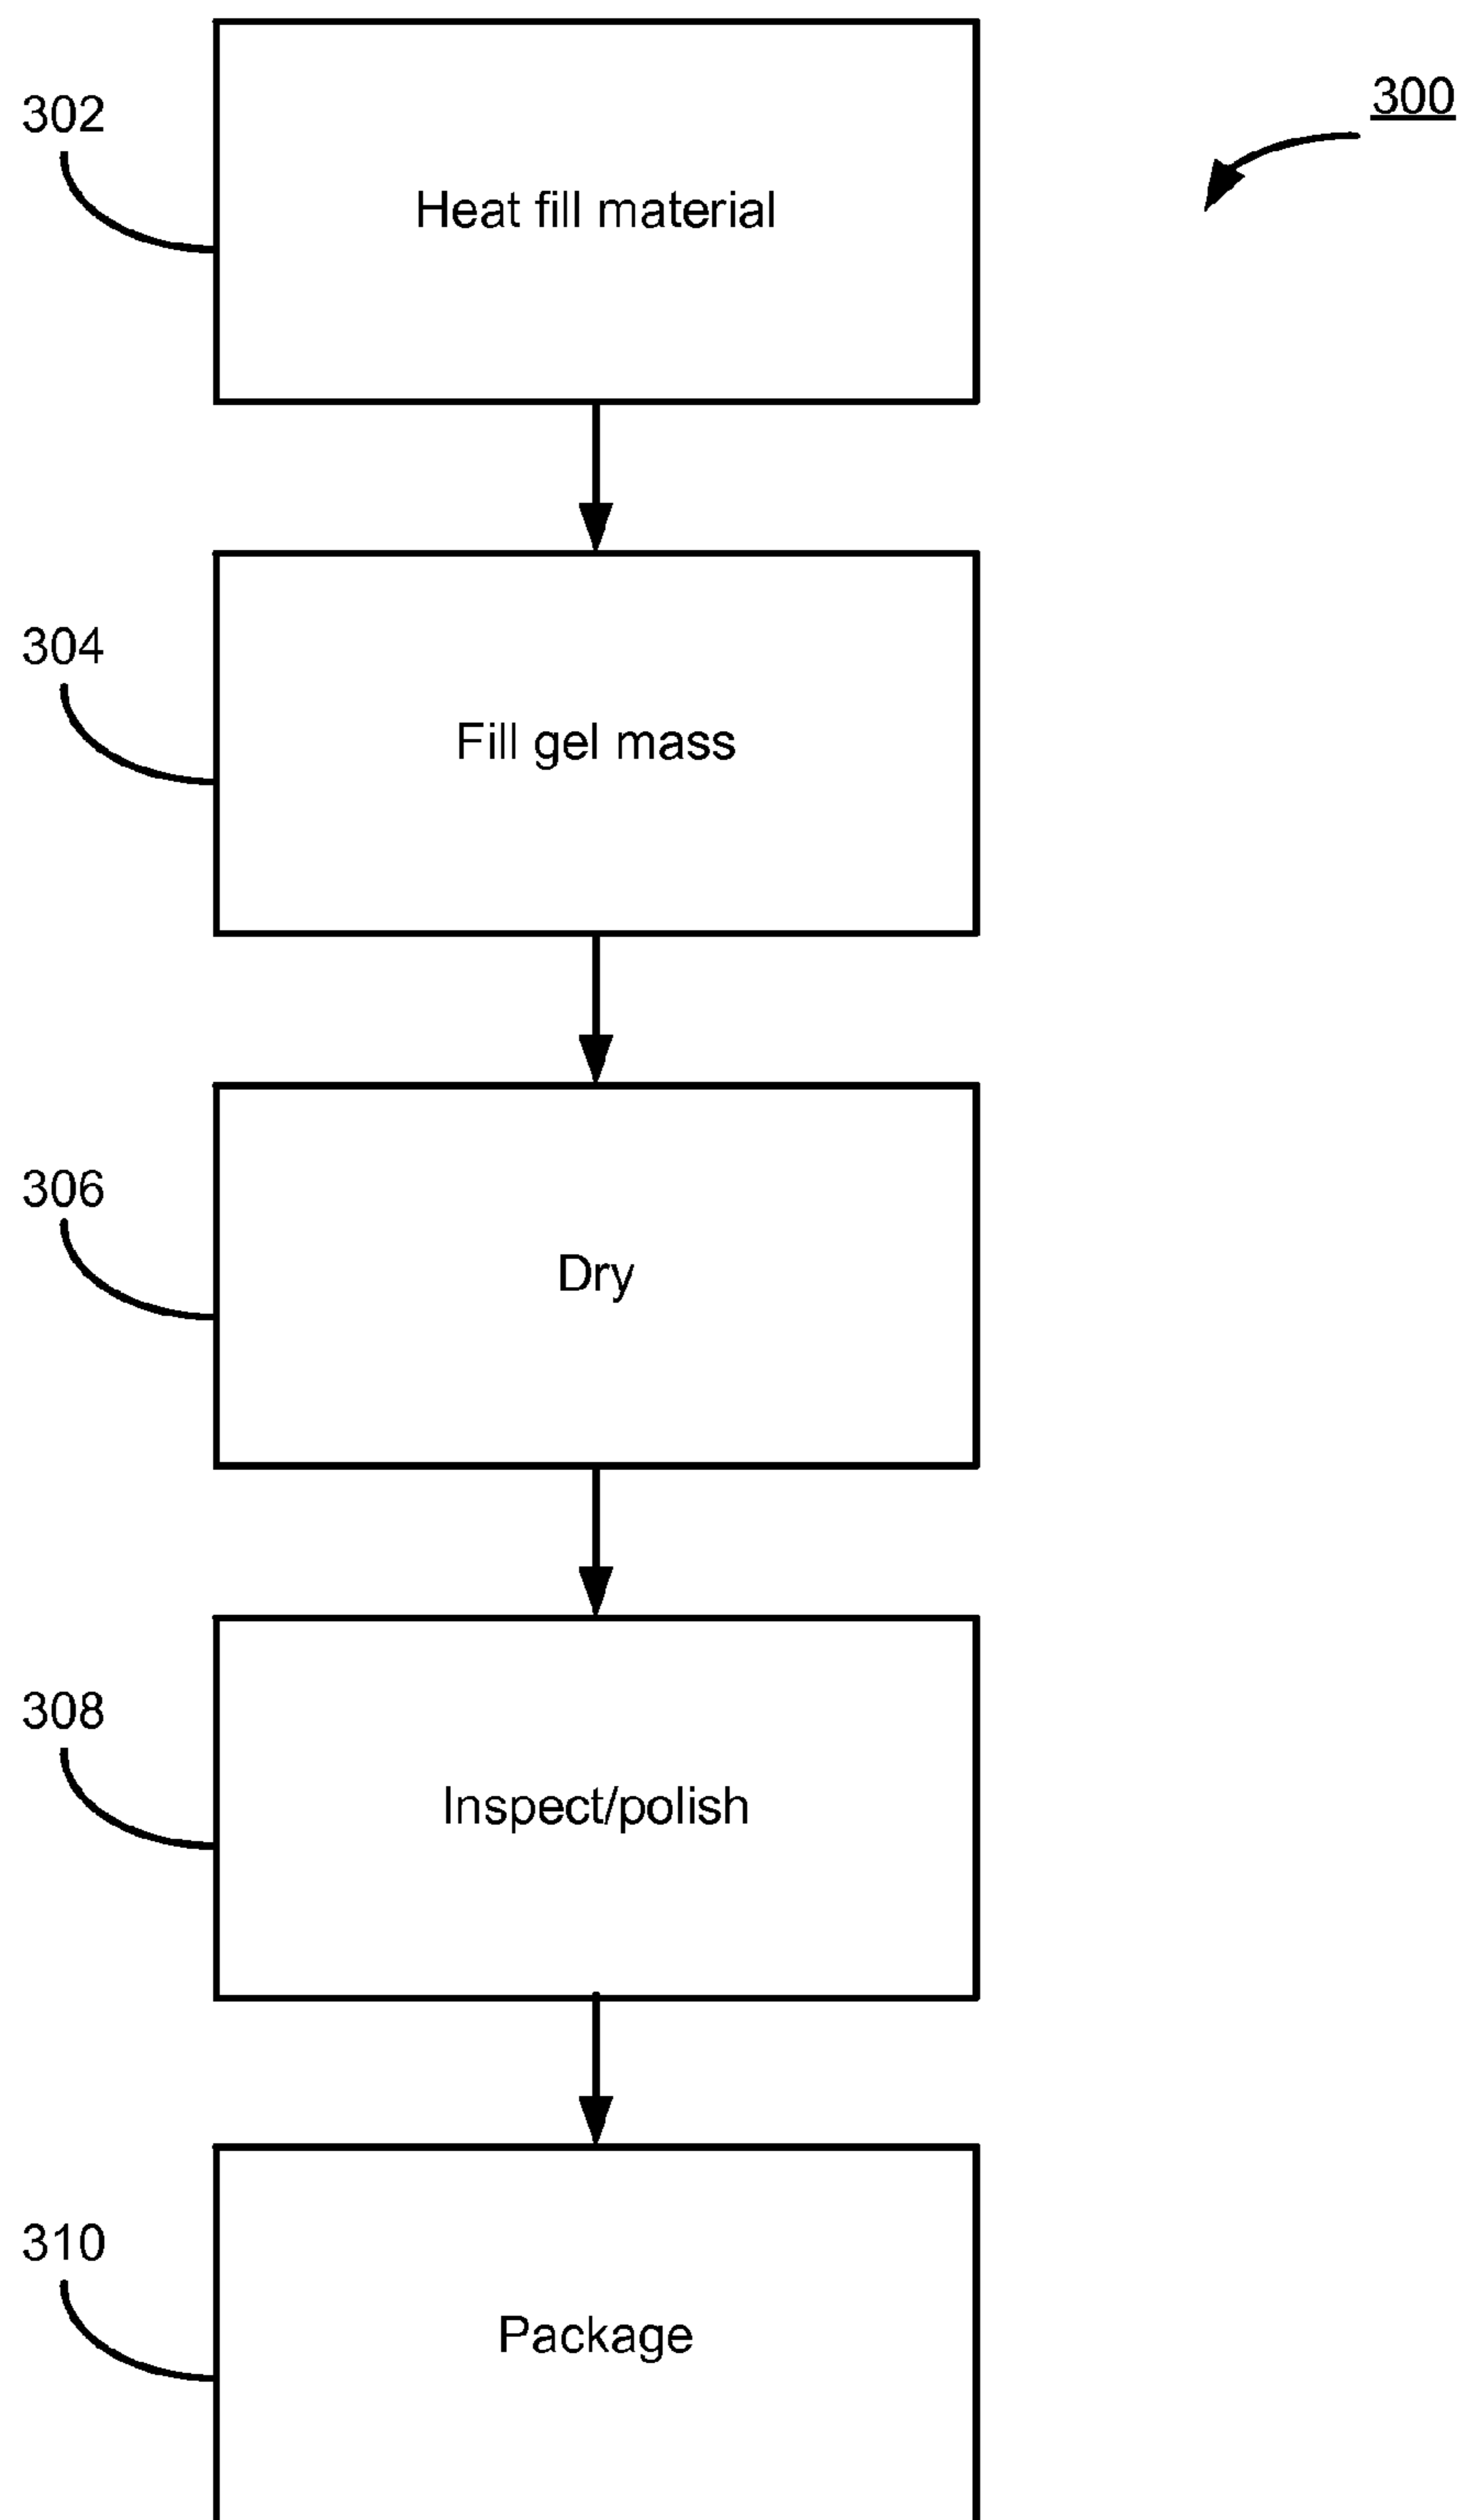 300
302
Heat fill material
304
Fill gel mass
306
Dry
308
Inspect/polish
310
Package